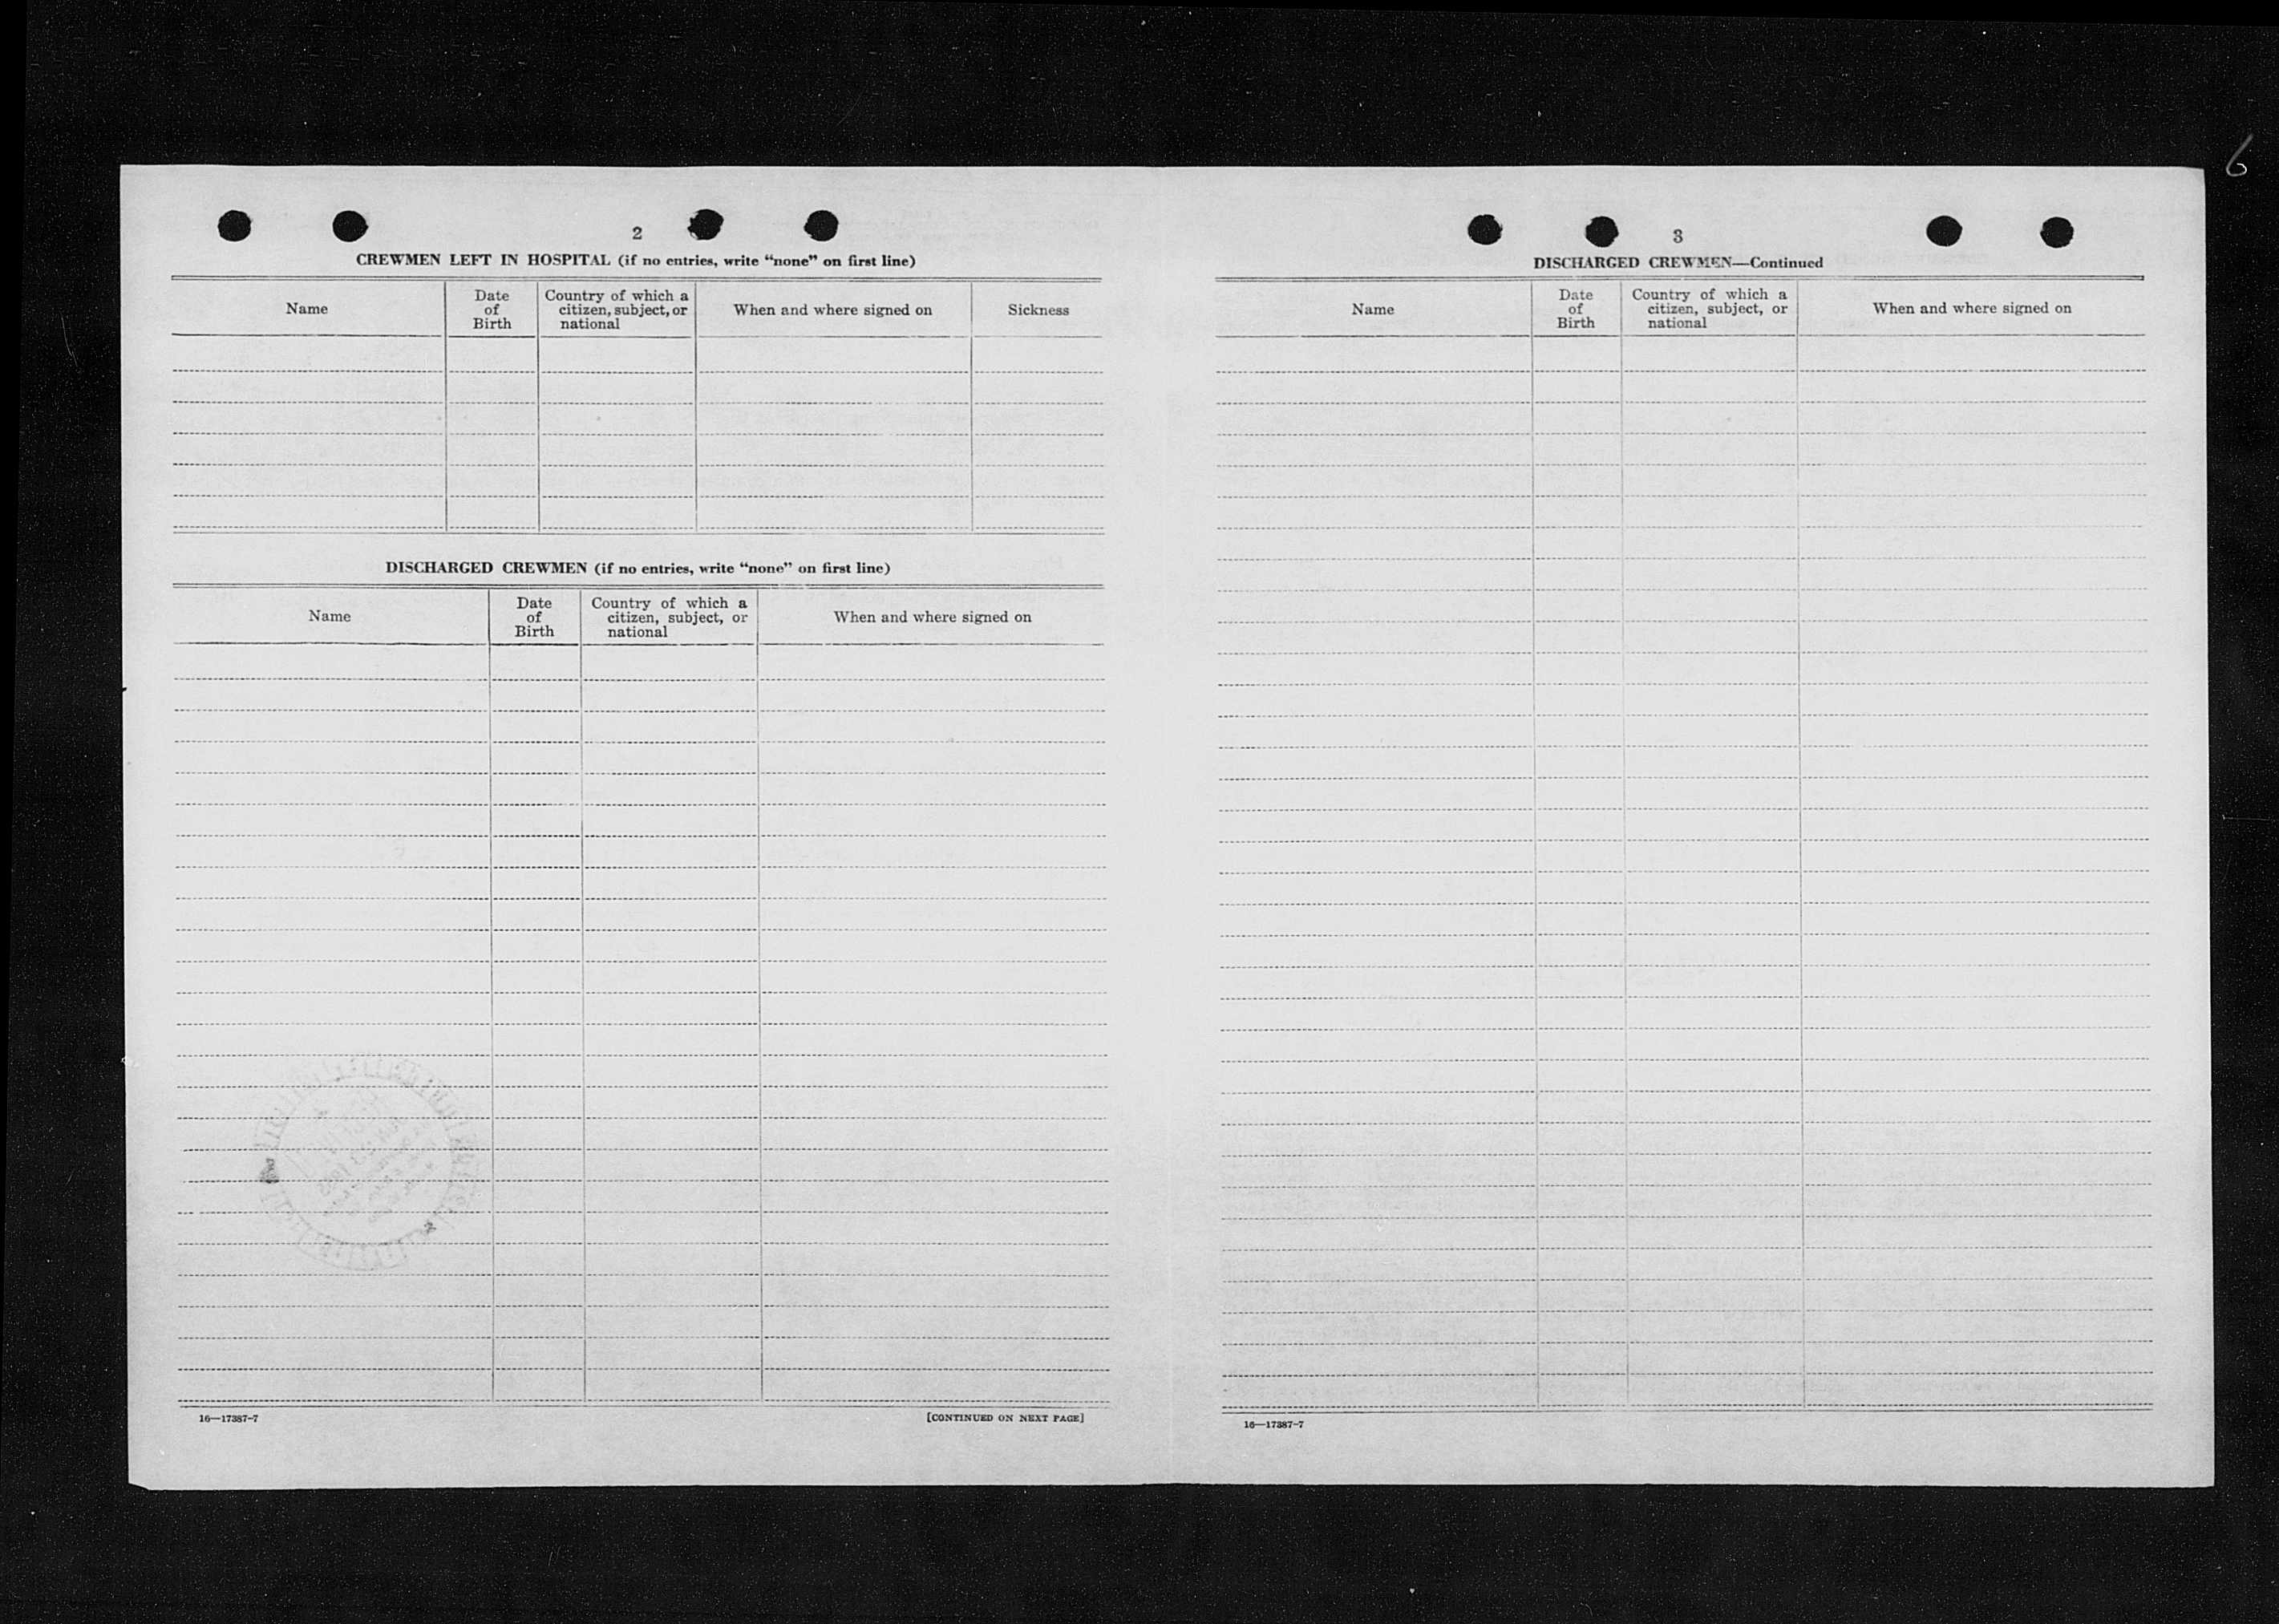 6
2
CREWMEN LEFT IN HOSPITAL (if no entries, write “none” on first line)
Name
Date of Birth
Country of which a citizen, subject, or national
When and where signed on
Sickness
DISCHARGED CREWMEN (if no entries, write “none” on first line)
Name
Date of Birth
Country of which a citizen, subject, or national
When and where signed on
16—17387-7
[CONTINUED ON NEXT PAGE]
3
DISCHARGED CREWMEN—Continued
Name
Date of Birth
Country of which a citizen, subject, or national
When and where signed on
16—17387-7